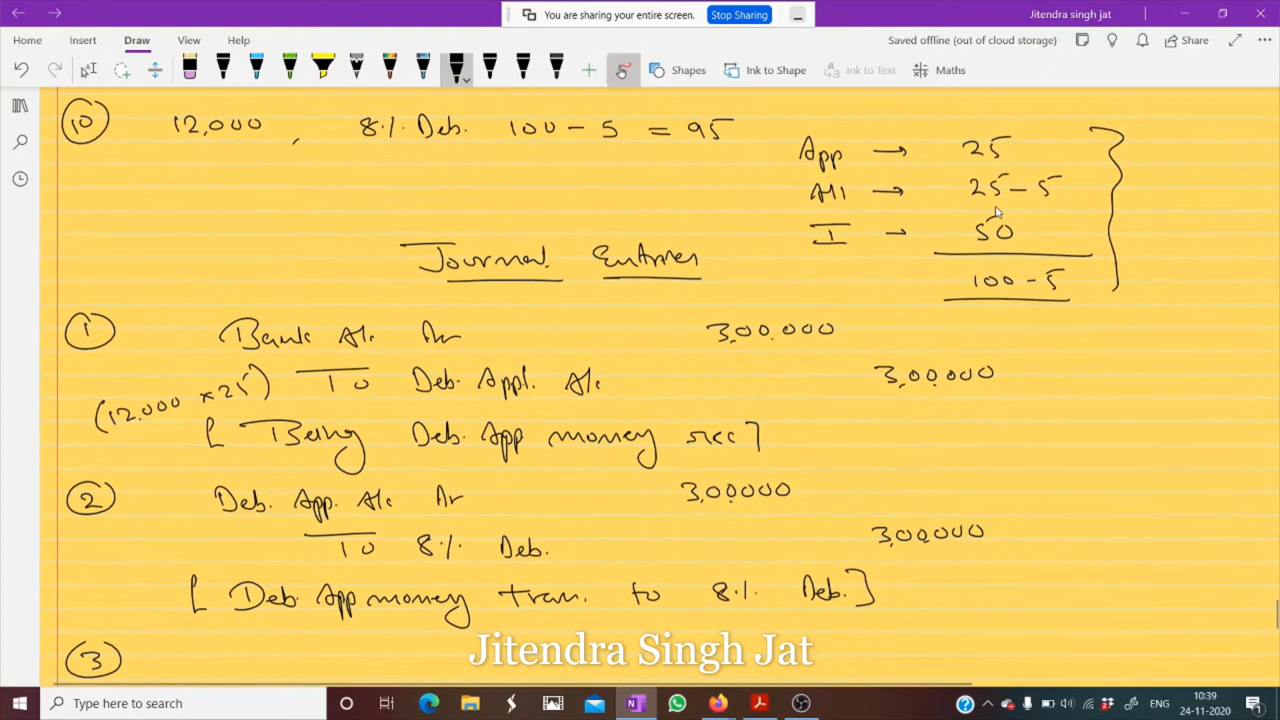 You are sharing your entire screen. Stop Sharing
Jitendra singh jat
Home Insert Draw View Help
Saved offline (out of cloud storage) Share
Shapes Ink to Shape Ink to Text Maths
10 12,000, 8% Deb. 100 - 5 = 95
App → 25
All → 25 - 5
I → 50
100 - 5
Journal Entries
1 Bank A/c Dr 3,00,000
To Deb. Appl. A/c 3,00,000
(12,000 x 25)
[Being Deb. App money rec]
2 Deb. App. A/c Dr 3,00,000
To 8% Deb. 3,00,000
[Deb. App money tran. to 8% Deb.]
Jitendra Singh Jat
3
Type here to search
ENG
10:39
24-11-2020